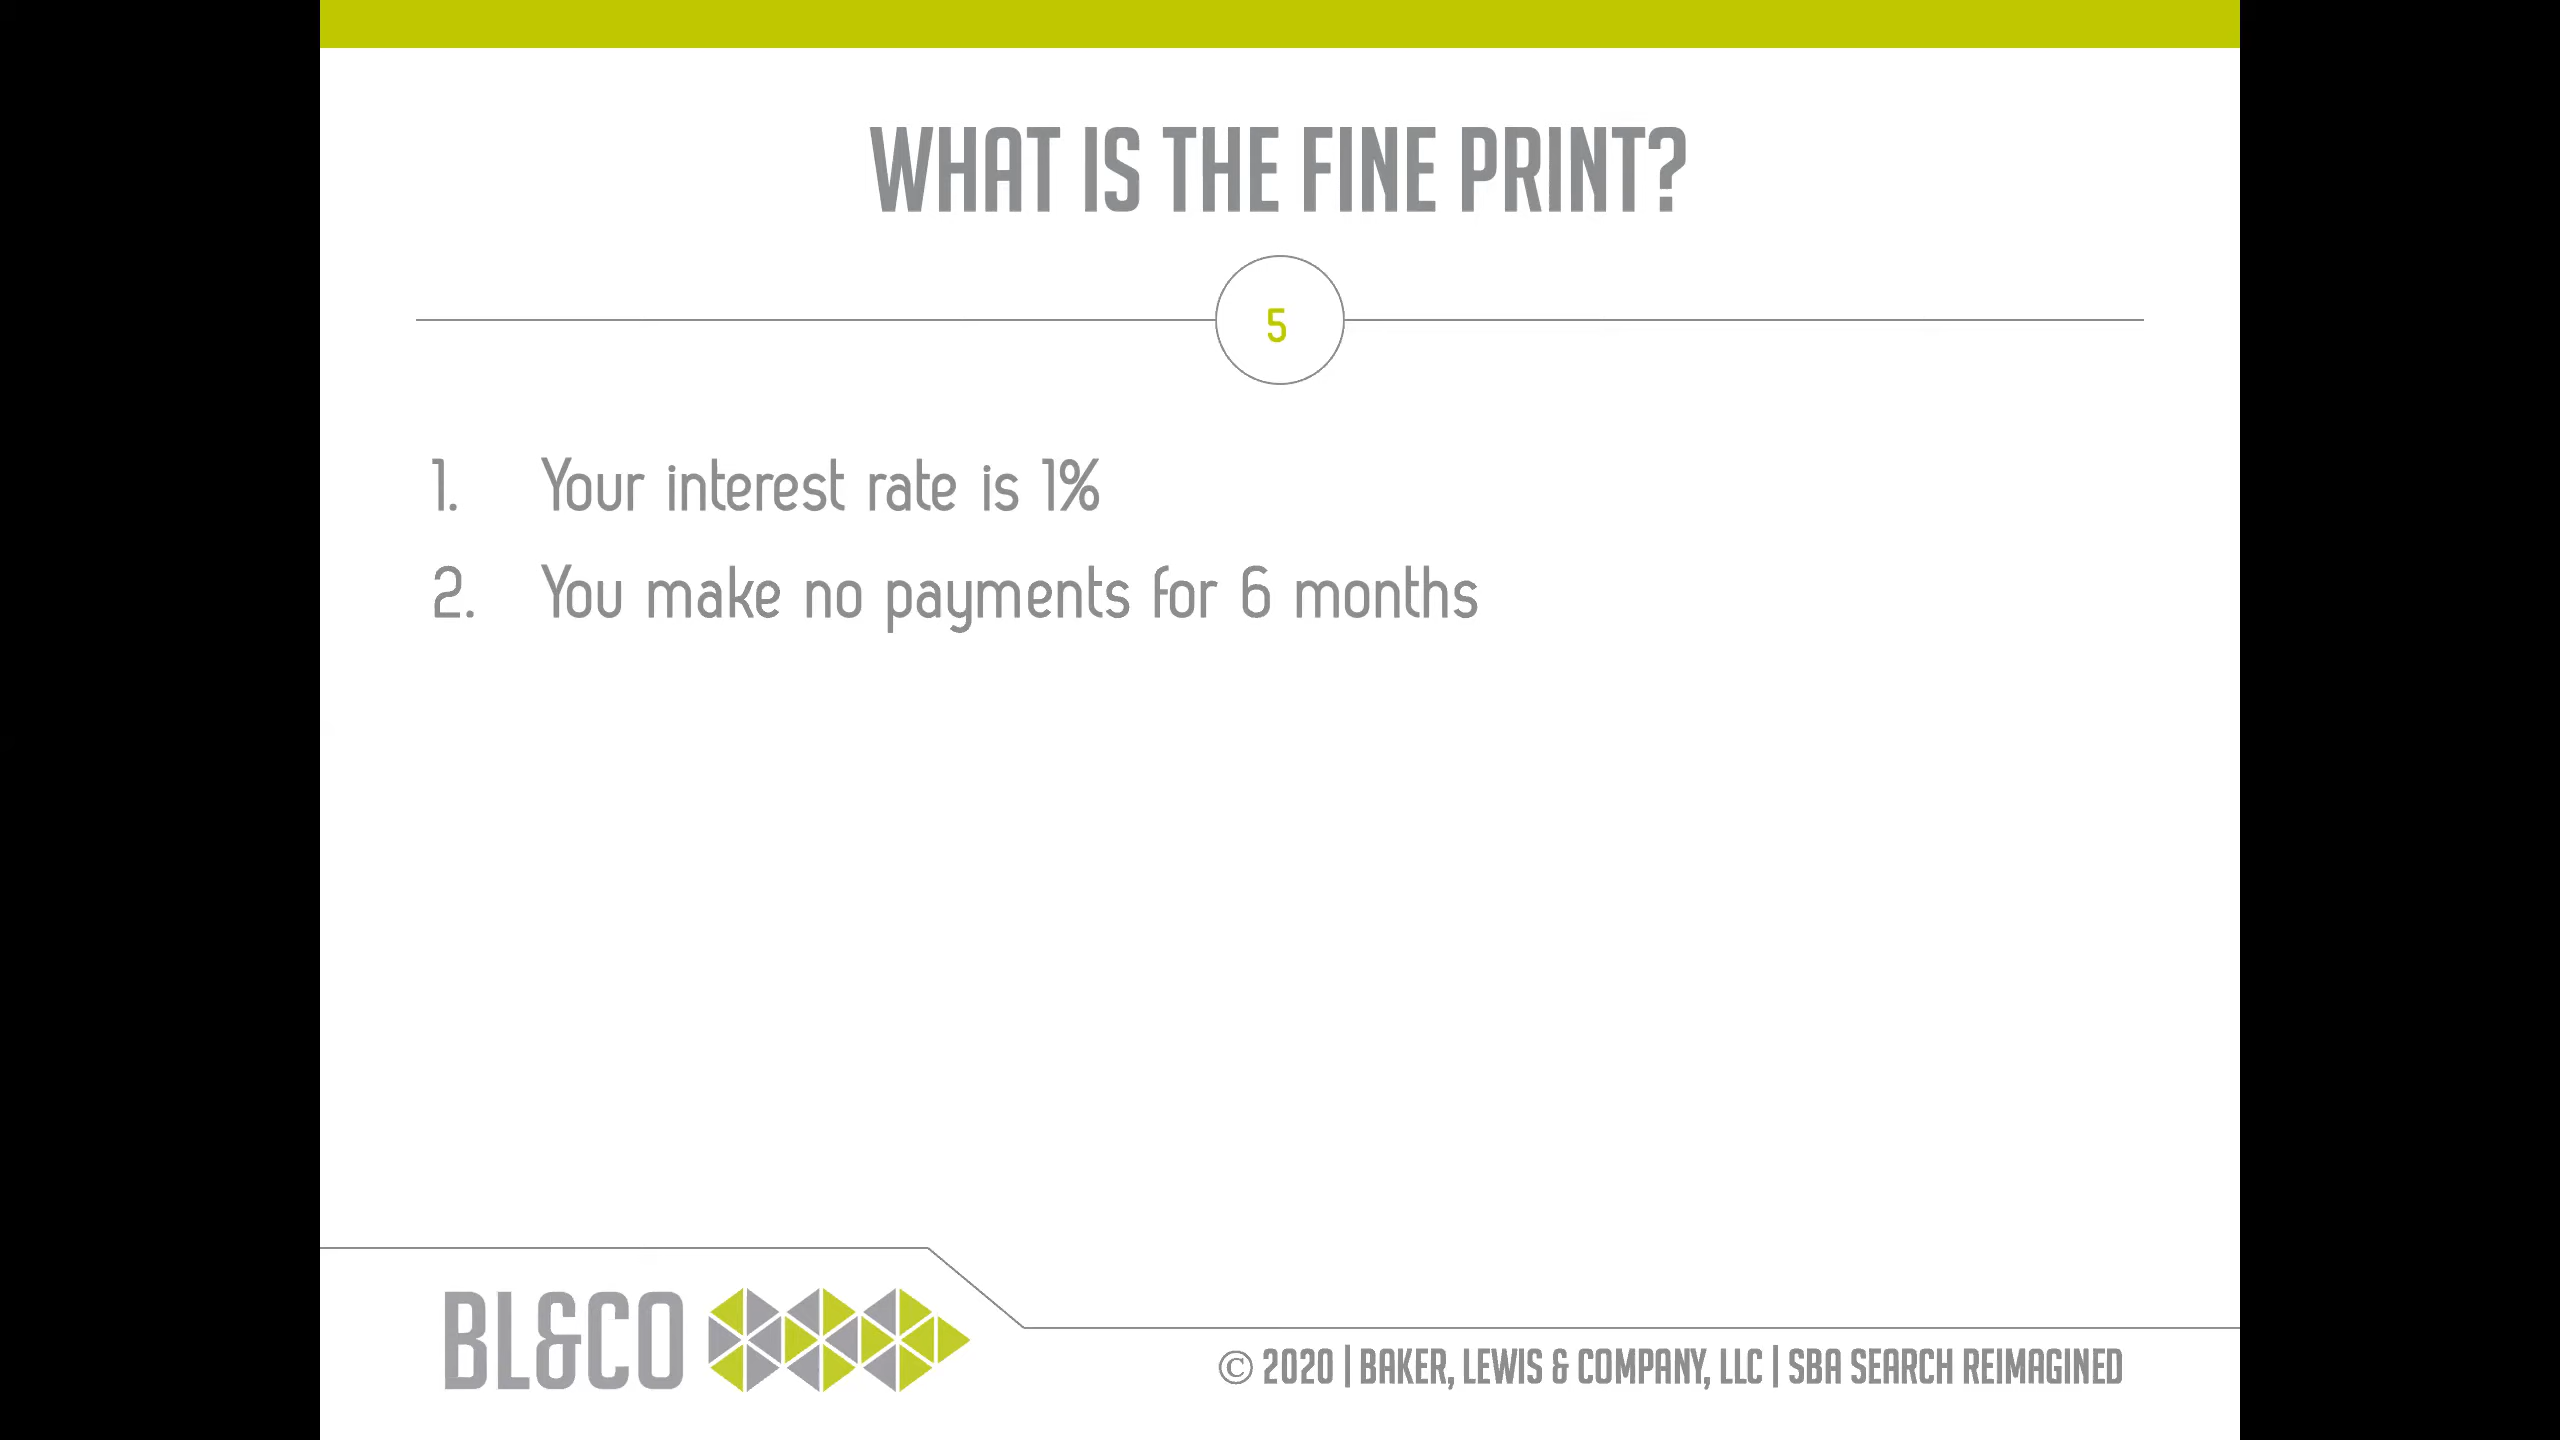 WHAT IS THE FINE PRINT?
5
1. Your interest rate is 1%
2. You make no payments for 6 months
BL&CO
© 2020 | BAKER, LEWIS & COMPANY, LLC | SBA SEARCH REIMAGINED